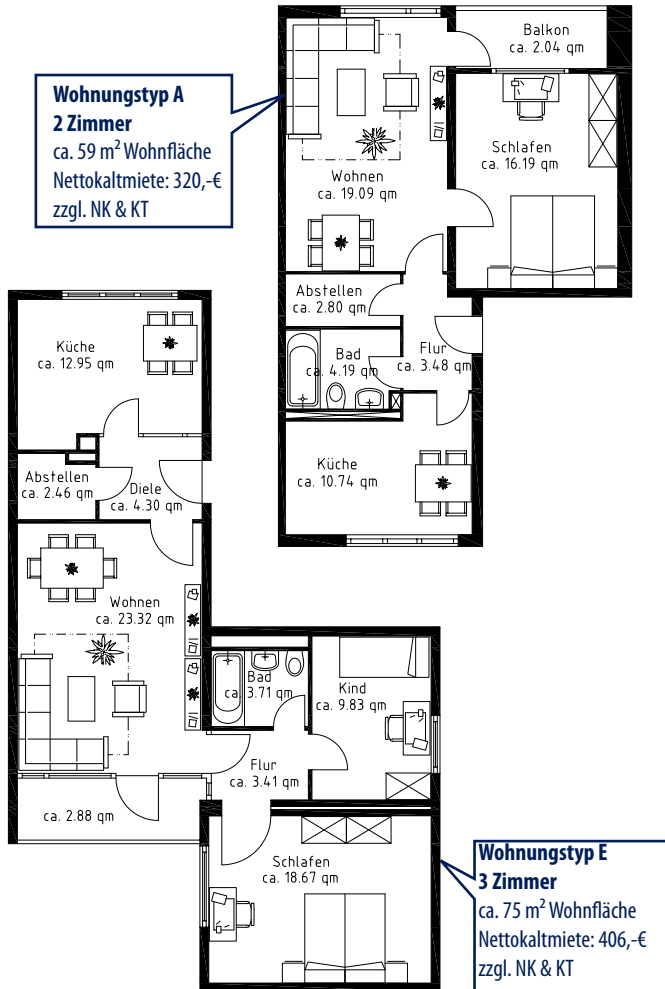 Wohnungstyp A
2 Zimmer
ca. 59 m² Wohnfläche
Nettokaltmiete: 320,-€
zzgl. NK & KT
Balkon
ca. 2.04 qm
Schlafen
ca. 16.19 qm
Wohnen
ca. 19.09 qm
Abstellen
ca. 2.80 qm
Bad
ca. 4.19 qm
Flur
ca. 3.48 qm
Küche
ca. 10.74 qm
Küche
ca. 12.95 qm
Abstellen
ca. 2.46 qm
Diele
ca. 4.30 qm
Wohnen
ca. 23.32 qm
Bad
ca. 3.71 qm
Kind
ca. 9.83 qm
Flur
ca. 3.41 qm
ca. 2.88 qm
Schlafen
ca. 18.67 qm
Wohnungstyp E
3 Zimmer
ca. 75 m² Wohnfläche
Nettokaltmiete: 406,-€
zzgl. NK & KT